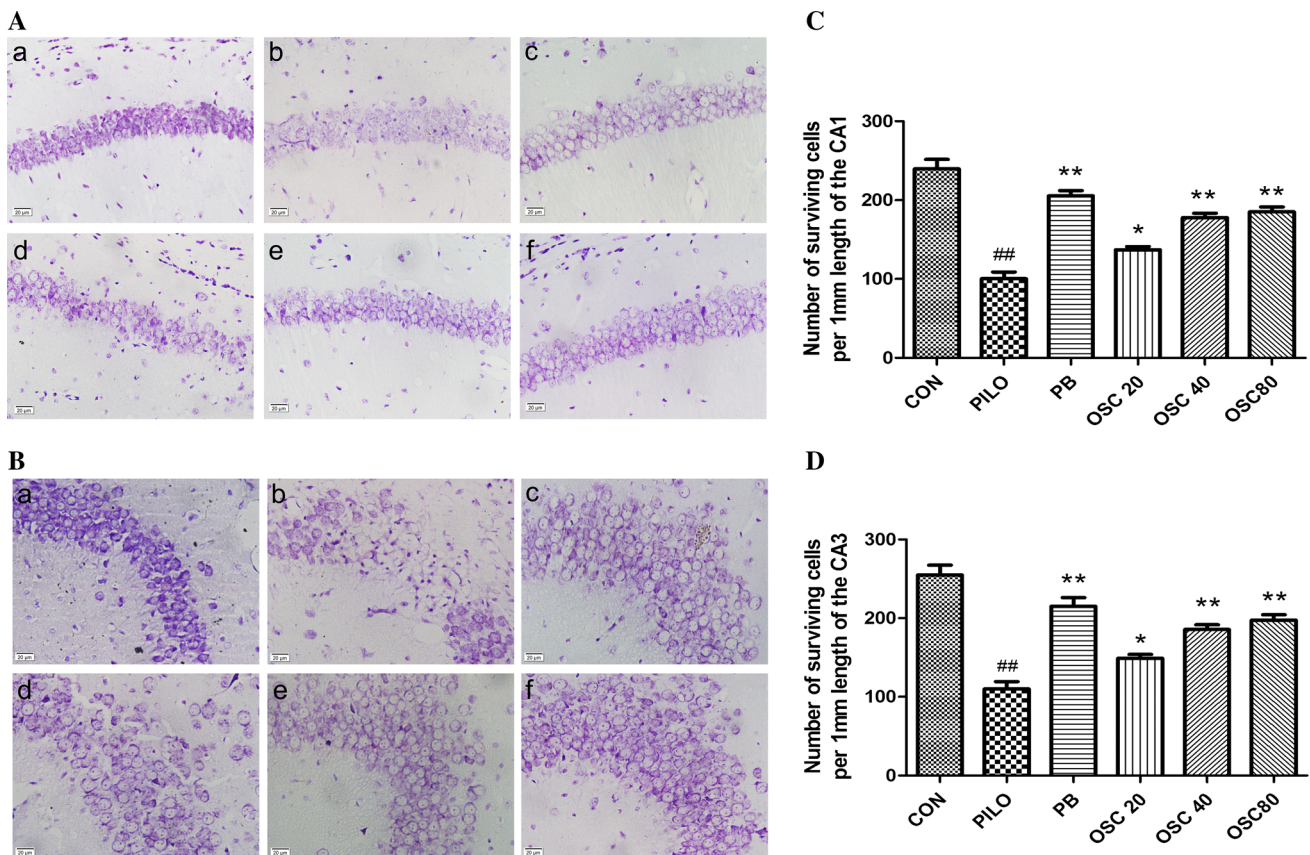 A
a
b
c
20 µm
20 µm
20 µm
d
e
f
20 µm
20 µm
20 µm
B
a
b
c
20 µm
20 µm
20 µm
d
e
f
20 µm
20 µm
20 µm
C
Number of surviving cells
per 1mm length of the CA1
300
200
100
0
##
**
*
**
**
CON
PILO
PB
OSC 20
OSC 40
OSC80
D
Number of surviving cells
per 1mm length of the CA3
300
200
100
0
##
**
*
**
**
CON
PILO
PB
OSC 20
OSC 40
OSC80